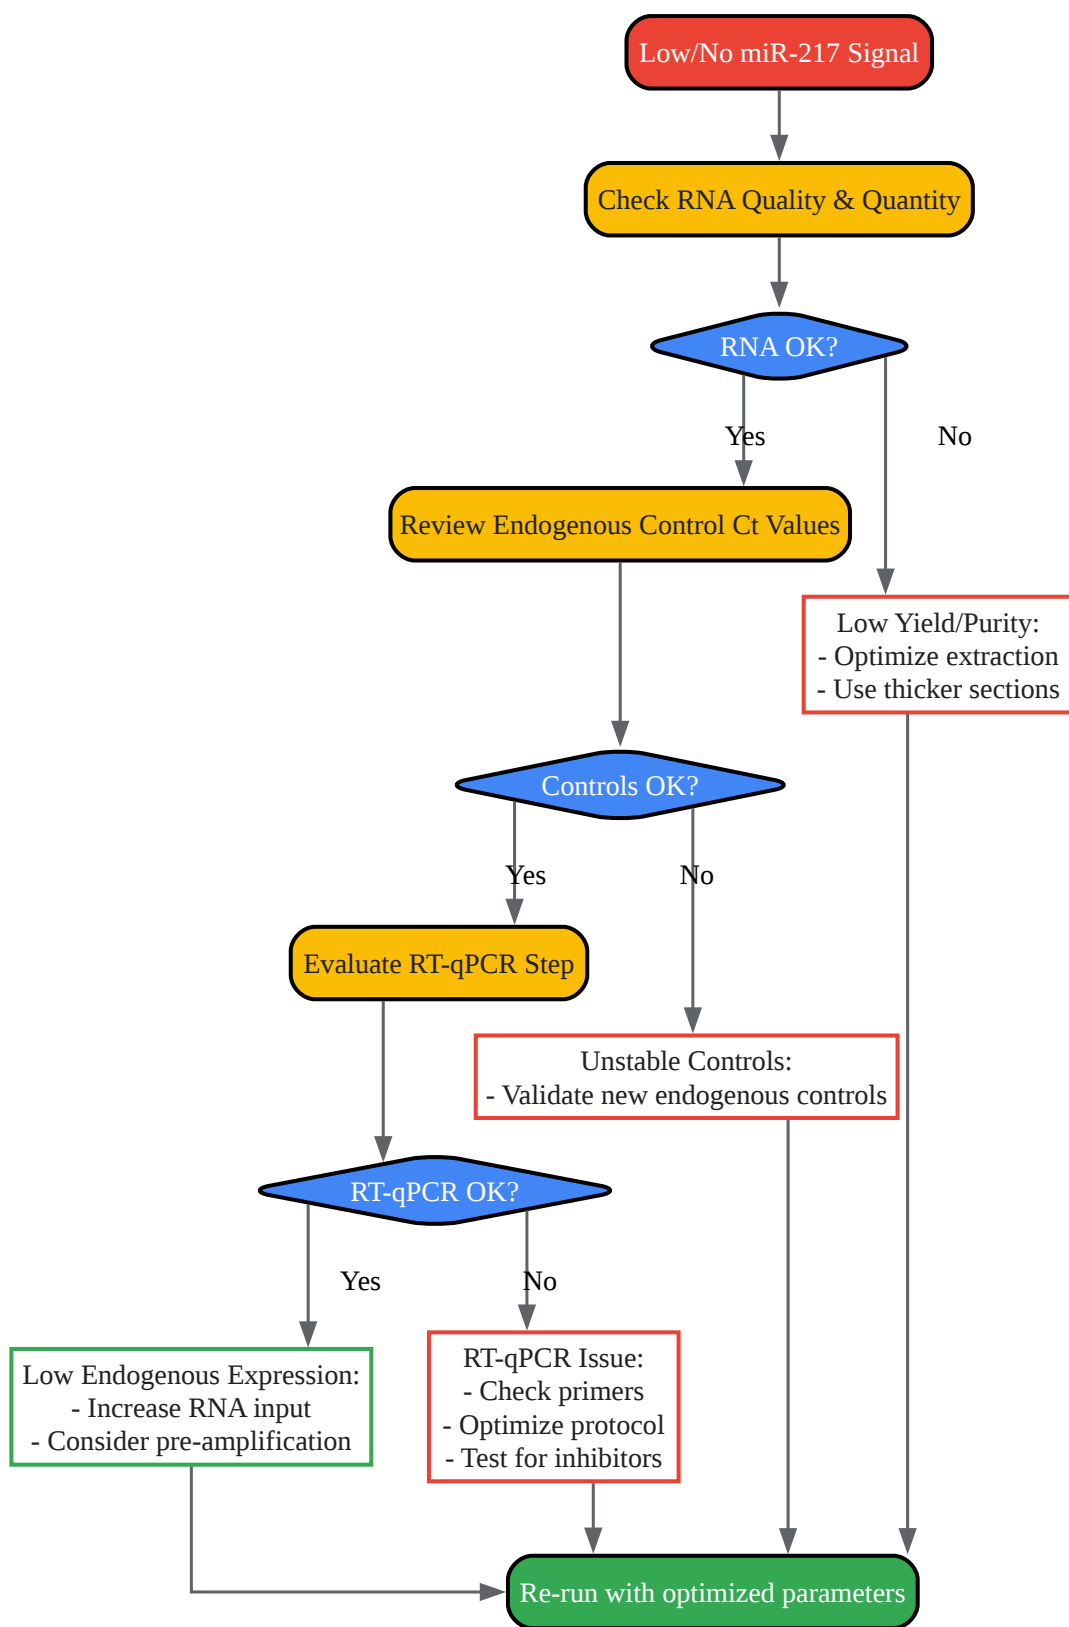 Low/No miR-217 Signal
Check RNA Quality & Quantity
RNA OK?
Yes
No
Review Endogenous Control Ct Values
Low Yield/Purity:
- Optimize extraction
- Use thicker sections
Controls OK?
Yes
No
Evaluate RT-qPCR Step
Unstable Controls:
- Validate new endogenous controls
RT-qPCR OK?
Yes
No
Low Endogenous Expression:
- Increase RNA input
- Consider pre-amplification
RT-qPCR Issue:
- Check primers
- Optimize protocol
- Test for inhibitors
Re-run with optimized parameters